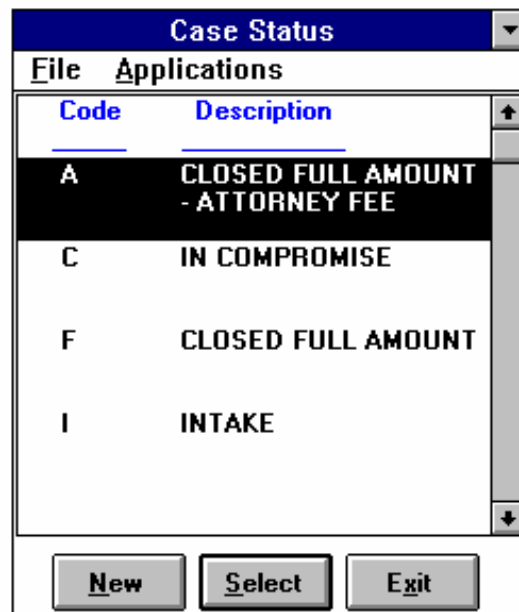 Case Status
File Applications
Code Description
A CLOSED FULL AMOUNT
- ATTORNEY FEE
C IN COMPROMISE
F CLOSED FULL AMOUNT
I INTAKE
New Select Exit